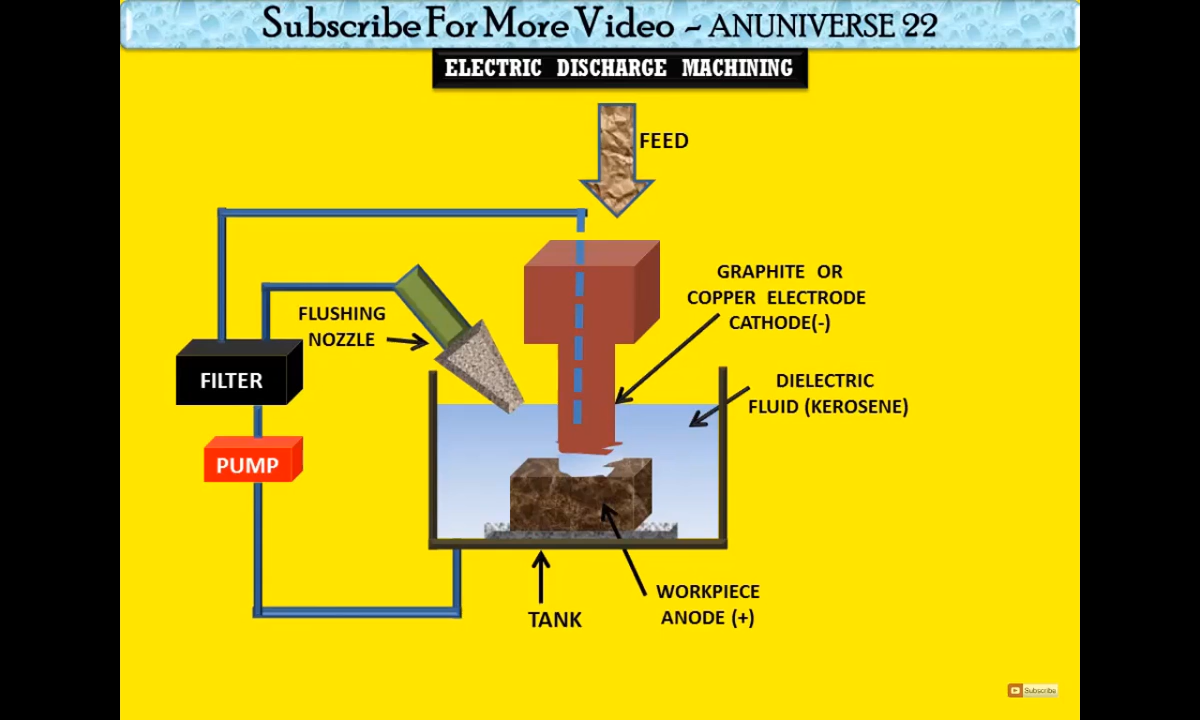 Subscribe For More Video ~ ANUNIVERSE 22
ELECTRIC DISCHARGE MACHINING
FEED
GRAPHITE OR
COPPER ELECTRODE
CATHODE(-)
FLUSHING
NOZZLE
FILTER
DIELECTRIC
FLUID (KEROSENE)
PUMP
WORKPIECE
ANODE (+)
TANK
Subscribe